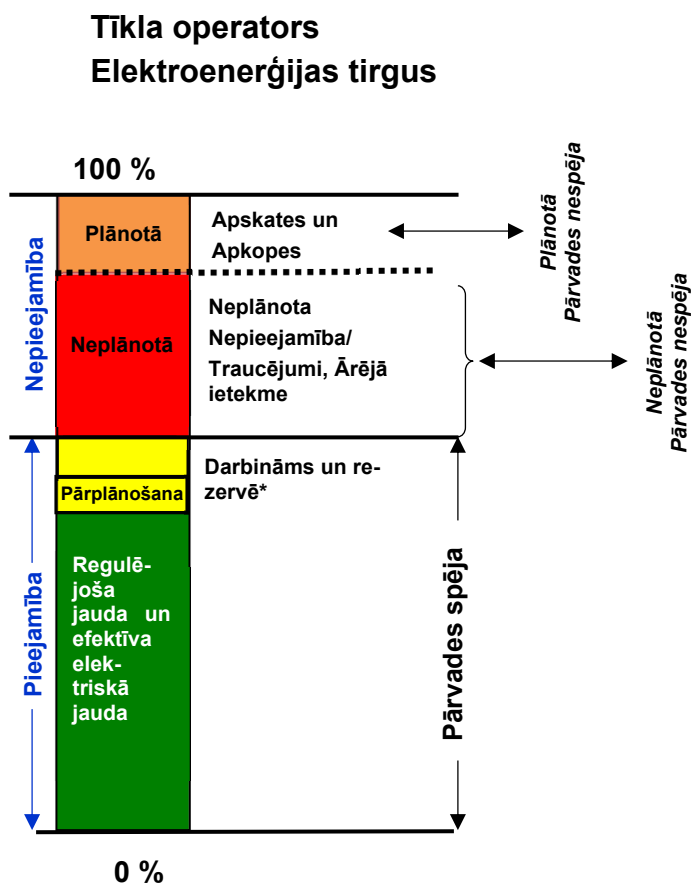 Tīkla operators
Elektroenerģijas tirgus
100 %
Nepieejamība
Plānotā
Apskates un
Apkopes
Plānotā
Pārvades nespēja
Neplānotā
Neplānota
Nepieejamība/
Traucējumi, Ārējā
ietekme
Neplānotā
Pārvades nespēja
Pieejamība
Pārplānošana
Darbināms un re-
zervē*
Regulē-
joša
jauda un
efektīva
elek-
triskā
jauda
Pārvades spēja
0 %